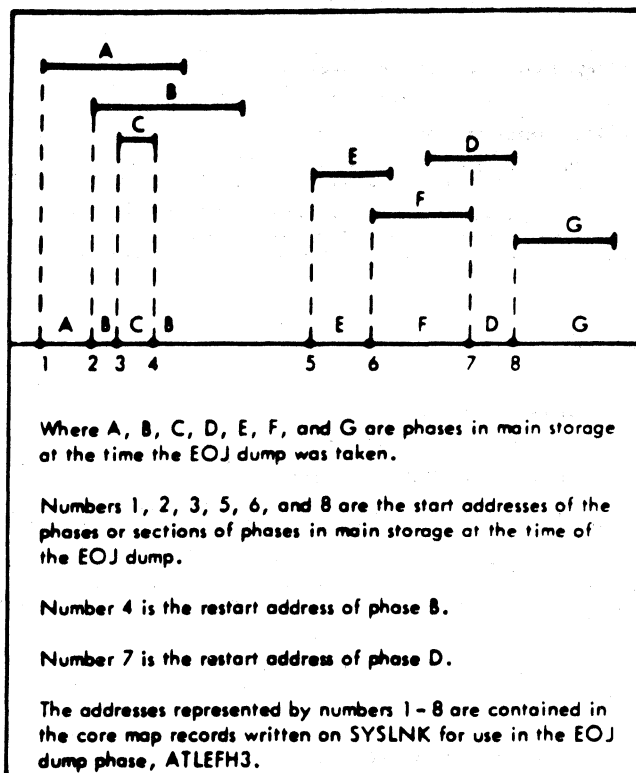 A
B
C
D
E
F
G
A B C B E F D G
1 2 3 4 5 6 7 8
Where A, B, C, D, E, F, and G are phases in main storage
at the time the EOJ dump was taken.
Numbers 1, 2, 3, 5, 6, and 8 are the start addresses of the
phases or sections of phases in main storage at the time of
the EOJ dump.
Number 4 is the restart address of phase B.
Number 7 is the restart address of phase D.
The addresses represented by numbers 1-8 are contained in
the core map records written on SYSLNK for use in the EOJ
dump phase, ATLEFH3.